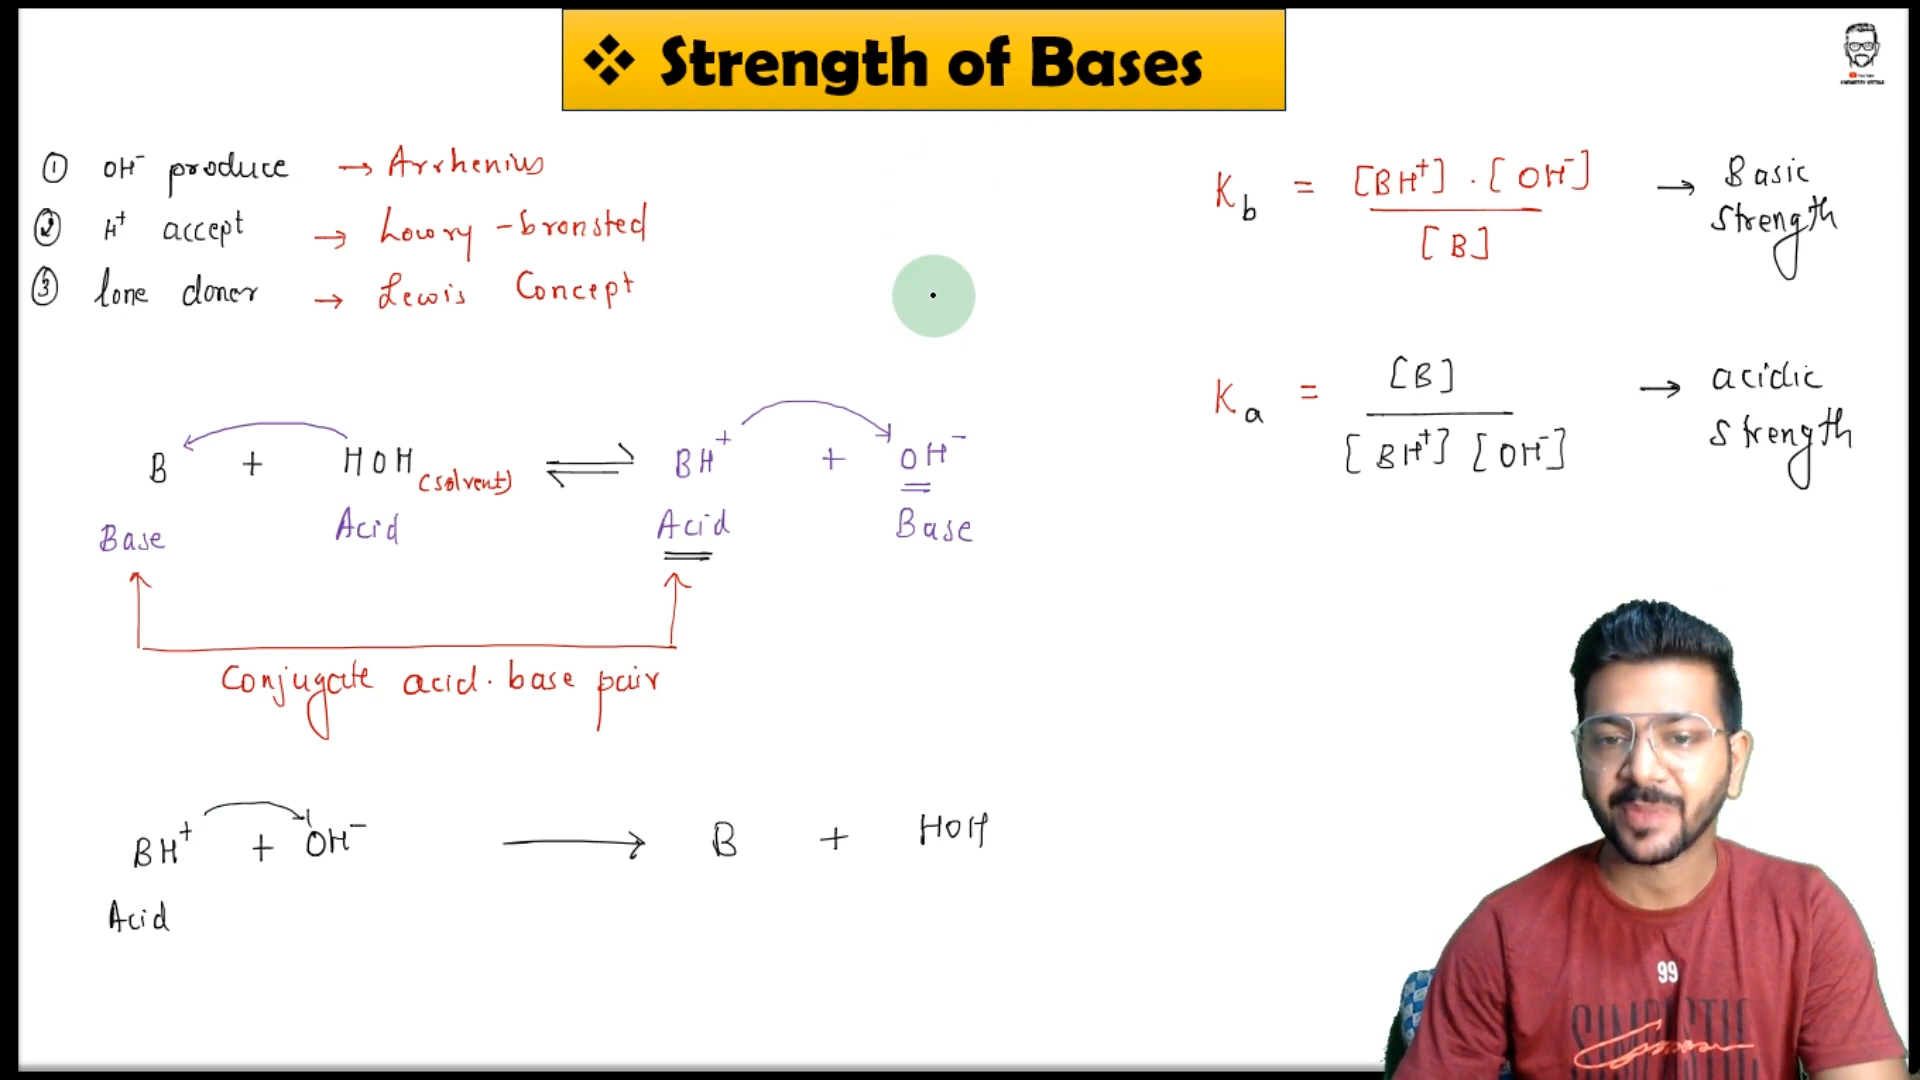 ❖ Strength of Bases
① OH⁻ produce → Arrhenius
② H⁺ accept → Lowry-bronsted
③ lone donor → Lewis Concept
K_b = [BH⁺] . [OH⁻] / [B] → Basic Strength
K_a = [B] / [BH⁺] [OH⁻] → acidic Strength
B + HOH (solvent) ⇌ BH⁺ + OH⁻
Base Acid Acid Base
Conjugate acid. base pair
BH⁺ + OH⁻ → B + HOH
Acid
99